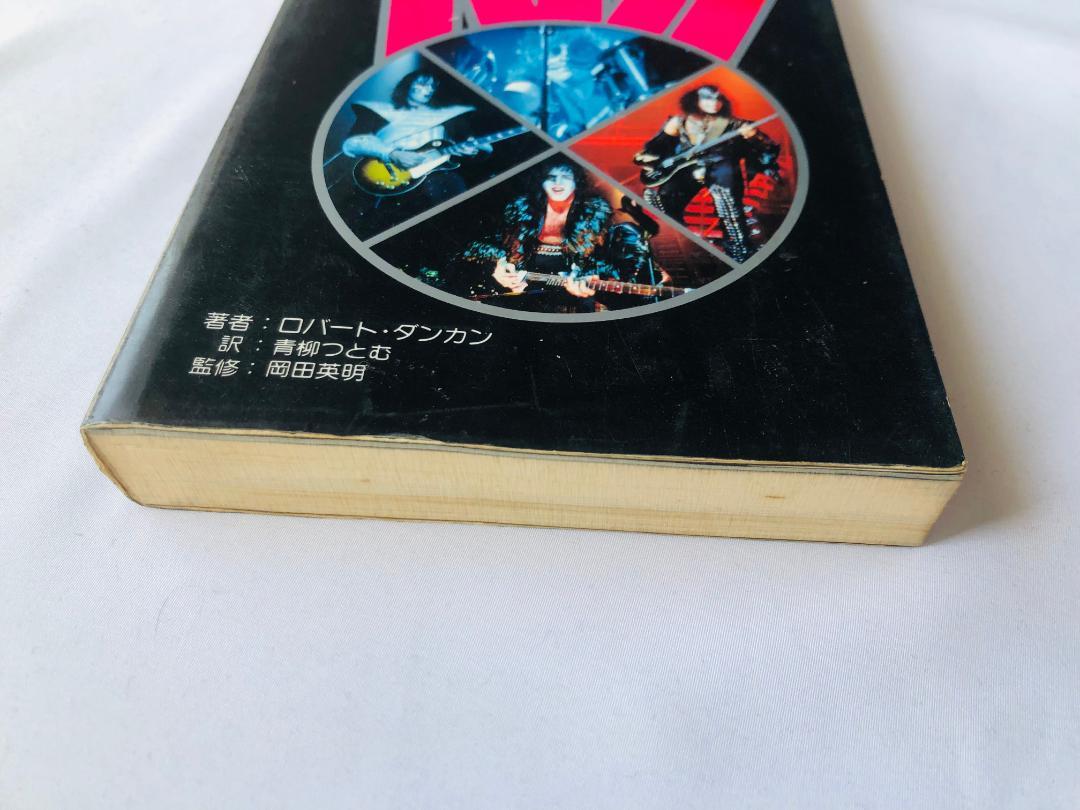 著者：ロバート・ダンカン
訳：青柳つとむ
監修：岡田英明